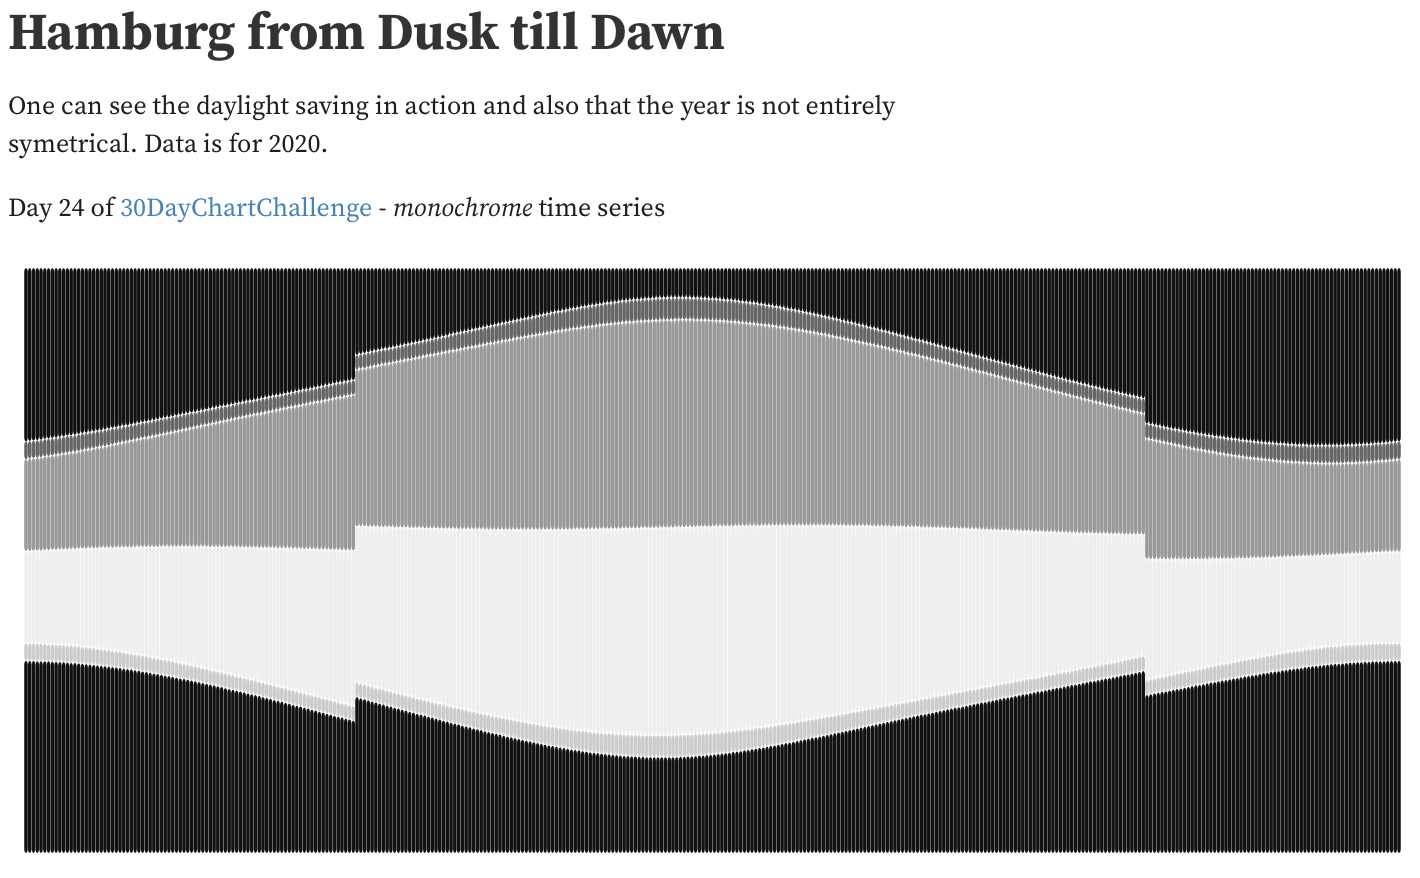 Hamburg from Dusk till Dawn
One can see the daylight saving in action and also that the year is not entirely
symetrical. Data is for 2020.
Day 24 of 30DayChartChallenge - monochrome time series